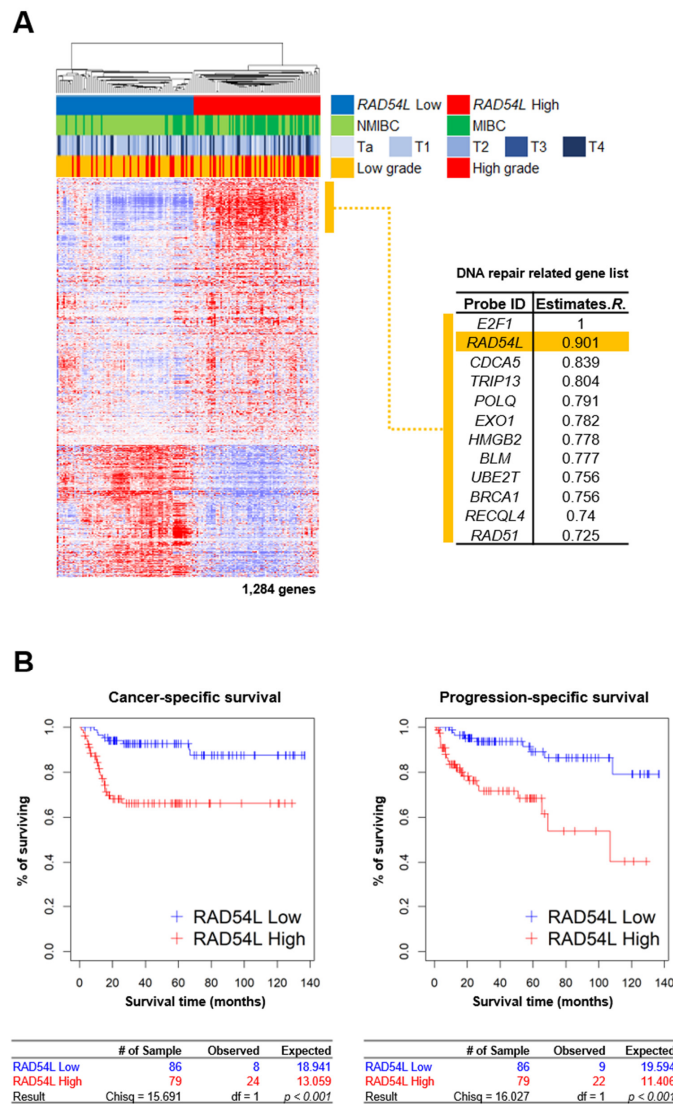 A
RAD54L Low RAD54L High
NMIBC MIBC
Ta T1 T2 T3 T4
Low grade High grade
DNA repair related gene list
Probe ID Estimates.R.
E2F1 1
RAD54L 0.901
CDCA5 0.839
TRIP13 0.804
POLQ 0.791
EXO1 0.782
HMGB2 0.778
BLM 0.777
UBE2T 0.756
BRCA1 0.756
RECQL4 0.74
RAD51 0.725
1,284 genes
B
Cancer-specific survival
% of surviving
1.0
0.8
0.6
0.4
0.2
0.0
RAD54L Low
RAD54L High
0 20 40 60 80 100 120 140
Survival time (months)
Progression-specific survival
% of surviving
1.0
0.8
0.6
0.4
0.2
0.0
RAD54L Low
RAD54L High
0 20 40 60 80 100 120 140
Survival time (months)
# of Sample Observed Expected
RAD54L Low 86 8 18.941
RAD54L High 79 24 13.059
Result Chisq = 15.691 df = 1 p < 0.001
# of Sample Observed Expected
RAD54L Low 86 9 19.594
RAD54L High 79 22 11.406
Result Chisq = 16.027 df = 1 p < 0.001